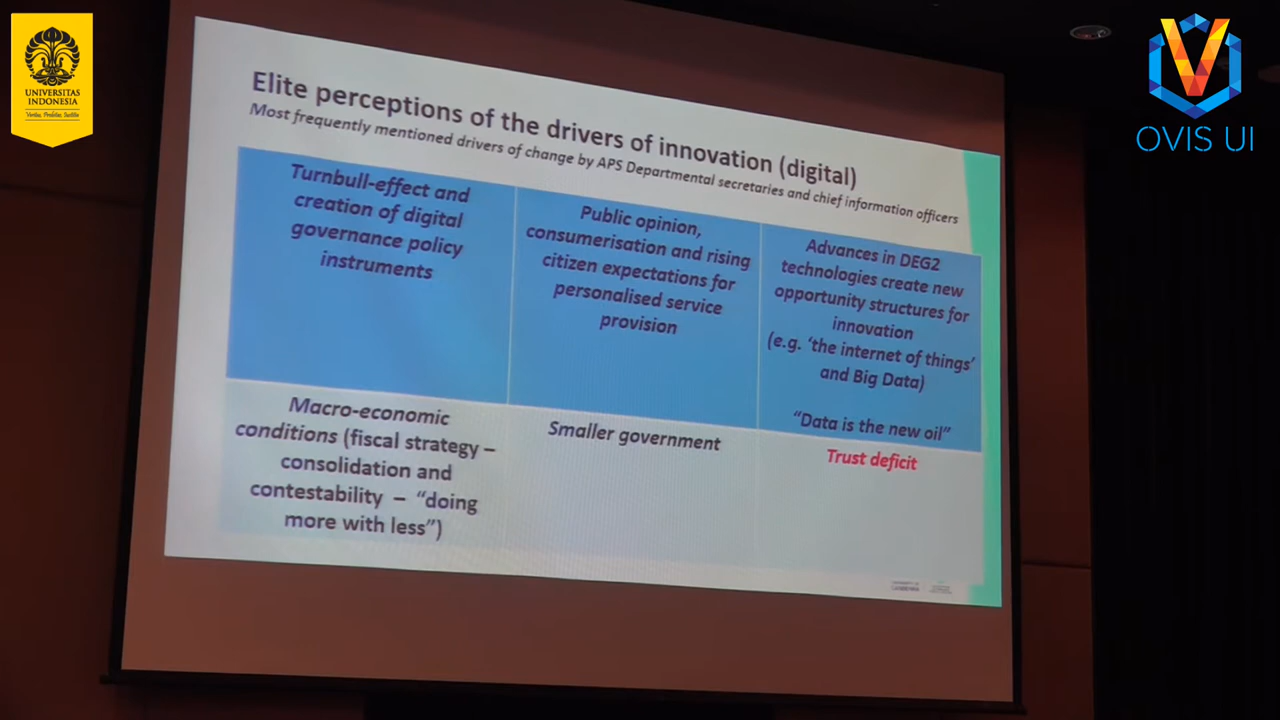 UNIVERSITAS
INDONESIA
Veritas, Probitas, Iustitia
OVIS UI
Elite perceptions of the drivers of innovation (digital)
Most frequently mentioned drivers of change by APS Departmental secretaries and chief information officers
Turnbull-effect and
creation of digital
governance policy
instruments
Public opinion,
consumerisation and rising
citizen expectations for
personalised service
provision
Advances in DEG2
technologies create new
opportunity structures for
innovation
(e.g. ‘the internet of things’
and Big Data)
“Data is the new oil”
Macro-economic
conditions (fiscal strategy –
consolidation and
contestability – “doing
more with less”)
Smaller government
Trust deficit
CANBERRA